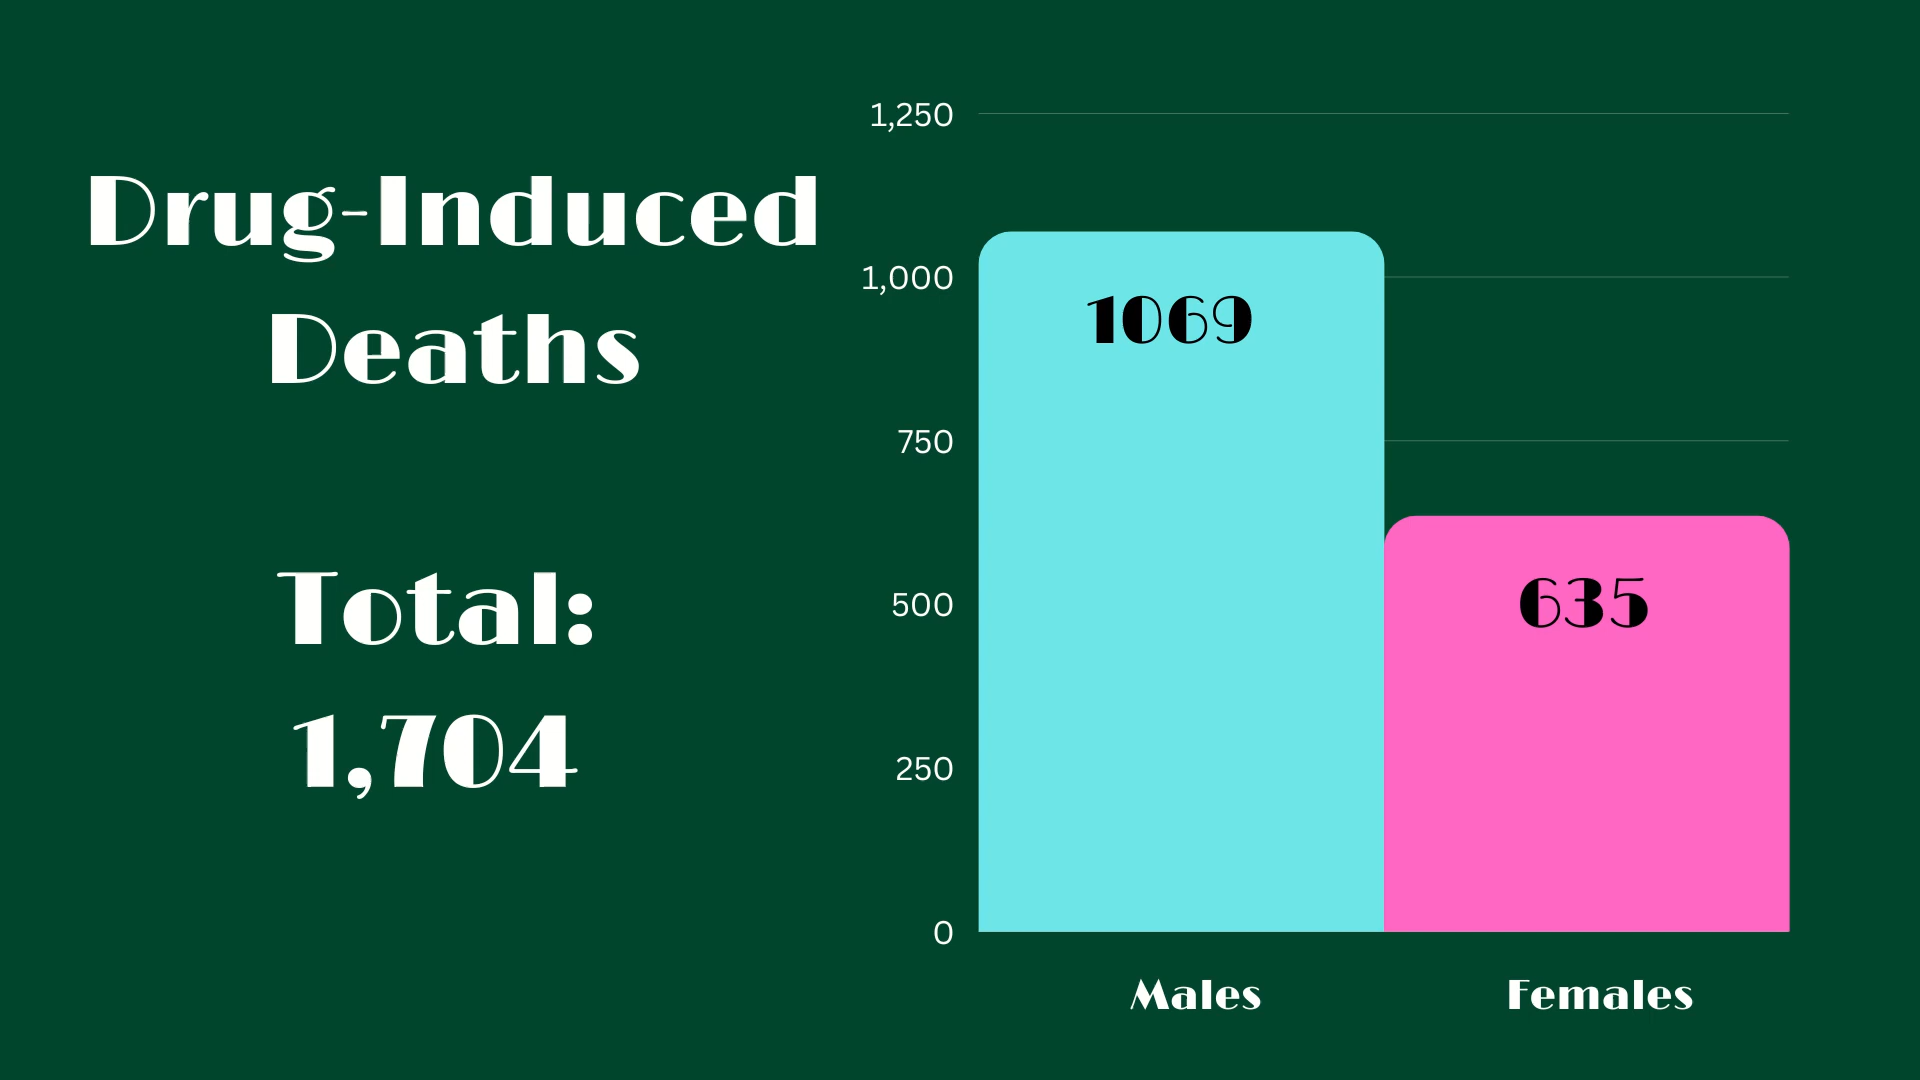 Drug-Induced
Deaths
Total:
1,704
1,250
1,000
750
500
250
0
1069
635
Males
Females